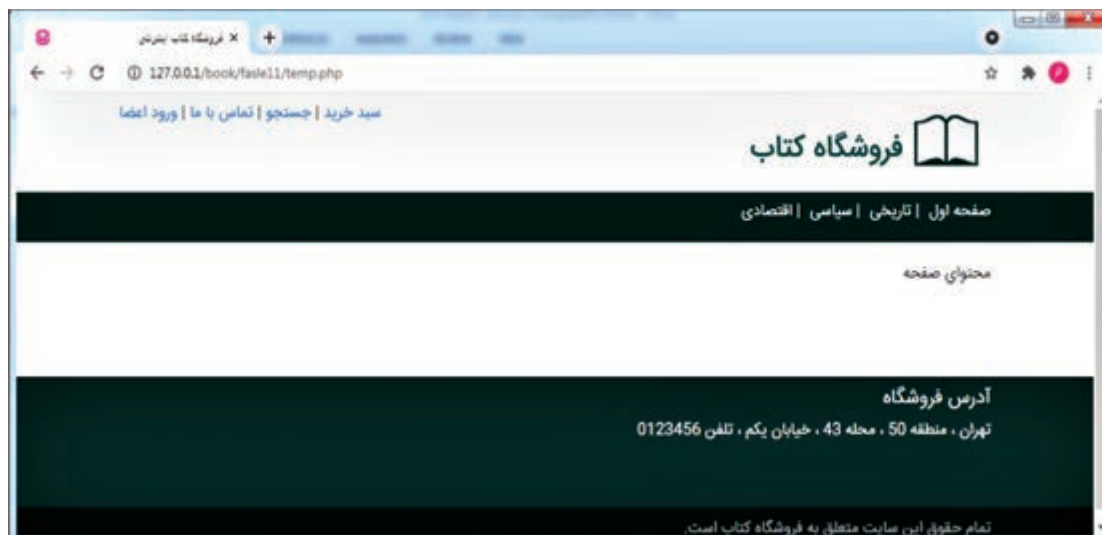 فروشگاه کتاب اینترنتی
127.0.0.1/book/fasle11/temp.php
سبد خرید | جستجو | تماس با ما | ورود اعضا
فروشگاه کتاب
صفحه اول | تاریخی | سیاسی | اقتصادی
محتوای صفحه
آدرس فروشگاه
تهران ، منطقه 50 ، محله 43 ، خیابان یکم ، تلفن 0123456
تمام حقوق این سایت متعلق به فروشگاه کتاب است.